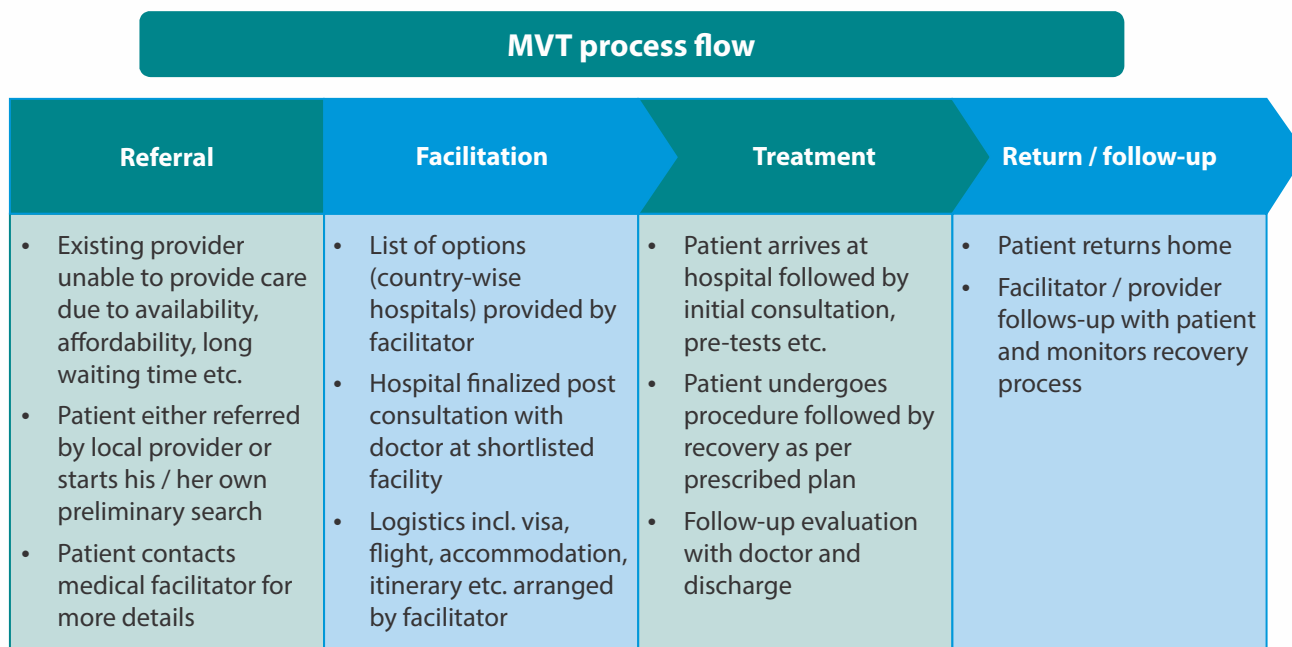 MVT process flow
Referral
Facilitation
Treatment
Return / follow-up
• Existing provider
unable to provide care
due to availability,
affordability, long
waiting time etc.
• Patient either referred
by local provider or
starts his / her own
preliminary search
• Patient contacts
medical facilitator for
more details
• List of options
(country-wise
hospitals) provided by
facilitator
• Hospital finalized post
consultation with
doctor at shortlisted
facility
• Logistics incl. visa,
flight, accommodation,
itinerary etc. arranged
by facilitator
• Patient arrives at
hospital followed by
initial consultation,
pre-tests etc.
• Patient undergoes
procedure followed by
recovery as per
prescribed plan
• Follow-up evaluation
with doctor and
discharge
• Patient returns home
• Facilitator / provider
follows-up with patient
and monitors recovery
process